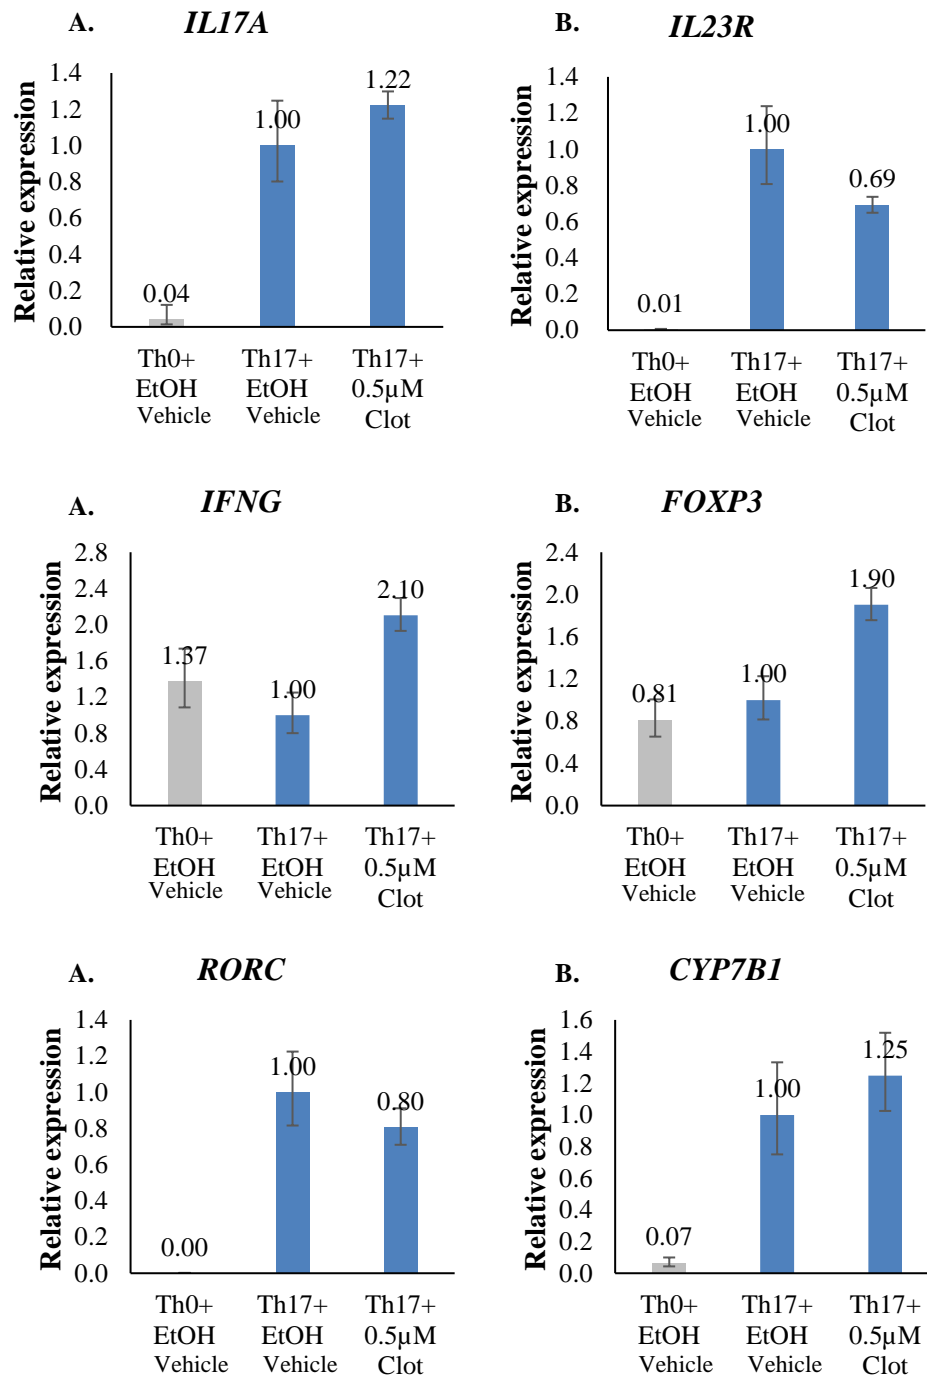 A. IL17A
Relative expression
1.4
1.2
1.0
0.8
0.6
0.4
0.2
0.0
0.04
1.00
1.22
Th0+ Th17+ Th17+
EtOH EtOH 0.5µM
Vehicle Vehicle Clot
B. IL23R
Relative expression
1.4
1.2
1.0
0.8
0.6
0.4
0.2
0.0
0.01
1.00
0.69
Th0+ Th17+ Th17+
EtOH EtOH 0.5µM
Vehicle Vehicle Clot
A. IFNG
Relative expression
2.8
2.4
2.0
1.6
1.2
0.8
0.4
0.0
1.37
1.00
2.10
Th0+ Th17+ Th17+
EtOH EtOH 0.5µM
Vehicle Vehicle Clot
B. FOXP3
Relative expression
2.4
2.0
1.6
1.2
0.8
0.4
0.0
0.81
1.00
1.90
Th0+ Th17+ Th17+
EtOH EtOH 0.5µM
Vehicle Vehicle Clot
A. RORC
Relative expression
1.4
1.2
1.0
0.8
0.6
0.4
0.2
0.0
0.00
1.00
0.80
Th0+ Th17+ Th17+
EtOH EtOH 0.5µM
Vehicle Vehicle Clot
B. CYP7B1
Relative expression
1.6
1.4
1.2
1.0
0.8
0.6
0.4
0.2
0.0
0.07
1.00
1.25
Th0+ Th17+ Th17+
EtOH EtOH 0.5µM
Vehicle Vehicle Clot